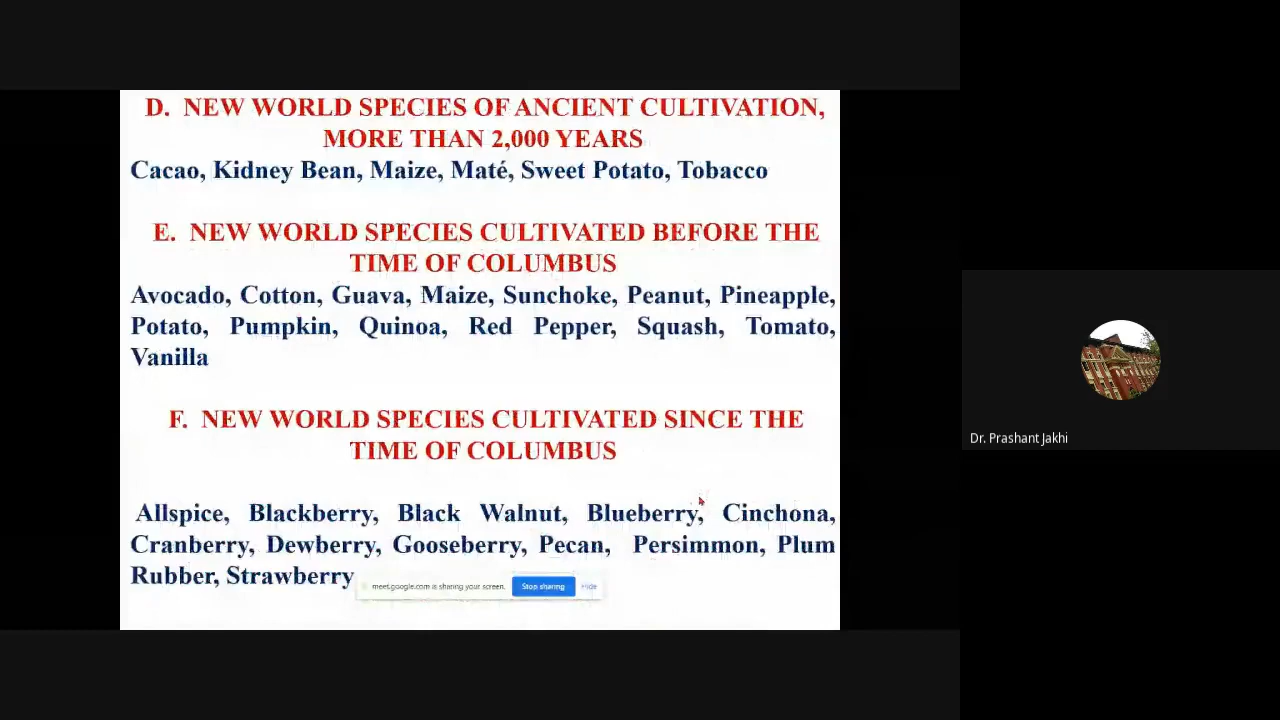 D. NEW WORLD SPECIES OF ANCIENT CULTIVATION,
MORE THAN 2,000 YEARS
Cacao, Kidney Bean, Maize, Maté, Sweet Potato, Tobacco
E. NEW WORLD SPECIES CULTIVATED BEFORE THE
TIME OF COLUMBUS
Avocado, Cotton, Guava, Maize, Sunchoke, Peanut, Pineapple,
Potato, Pumpkin, Quinoa, Red Pepper, Squash, Tomato,
Vanilla
F. NEW WORLD SPECIES CULTIVATED SINCE THE
TIME OF COLUMBUS
Allspice, Blackberry, Black Walnut, Blueberry, Cinchona,
Cranberry, Dewberry, Gooseberry, Pecan, Persimmon, Plum
Rubber, Strawberry
meet.google.com is sharing your screen. Stop sharing Hide
Dr. Prashant Jakhi